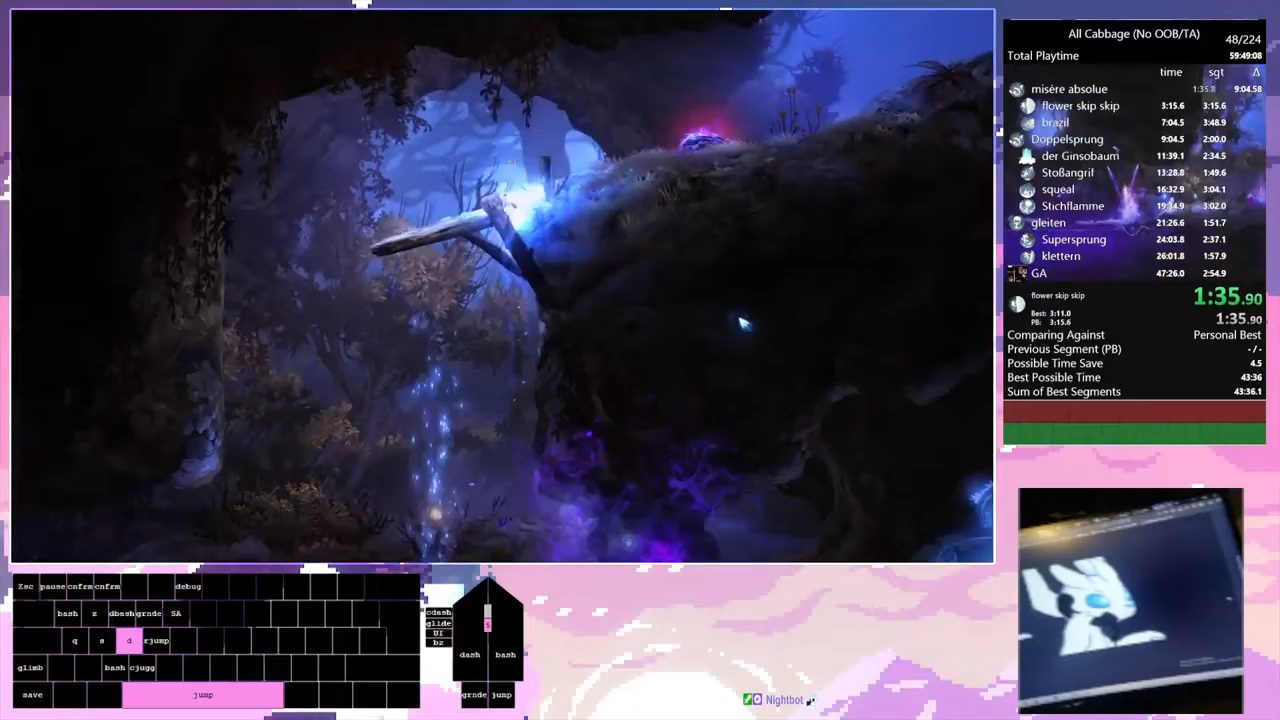 All Cabbage (No OOB/TA)
48/224
Total Playtime 59:49:08
time sgt Δ
misère absolue 1:35.8 9:04.58
flower skip skip 3:15.6 3:15.6
brazil 7:04.5 3:48.9
Doppelsprung 9:04.5 2:00.0
der Ginsobaum 11:39.1 2:34.5
Stoßangrif 13:28.8 1:49.6
squeal 16:32.9 3:04.1
Stichflamme 19:34.9 3:02.0
gleiten 21:26.6 1:51.7
Supersprung 24:03.8 2:37.1
klettern 26:01.8 1:57.9
GA 47:26.0 2:54.9
flower skip skip 1:35.90
Best: 3:11.0
PB: 3:15.6 1:35.90
Comparing Against Personal Best
Previous Segment (PB) -/-
Possible Time Save 4.5
Best Possible Time 43:36
Sum of Best Segments 43:36.1
Esc pause cnfrm cnfrm debug
bash z dbash grnde SA
q s d rjump
glimb bash cjugg
save jump
cdash
glide
UI
bz
s
dash bash
grnde jump
Nightbot